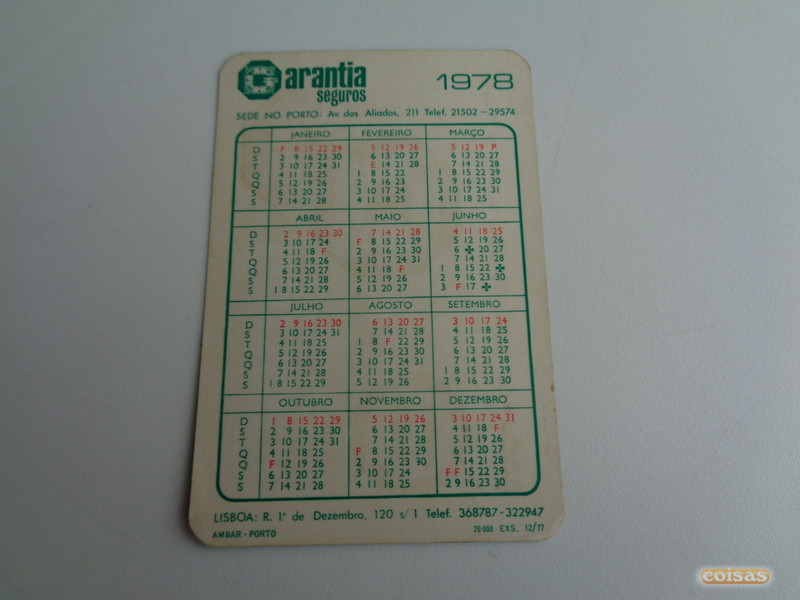 Garantia 1978
seguros
SEDE NO PORTO: Av. dos Aliados, 211 Telef. 21502 - 29574
JANEIRO FEVEREIRO MARÇO
D F 8 15 22 29 5 12 19 26 5 12 19 P
S 2 9 16 23 30 6 13 20 27 6 13 20 27
T 3 10 17 24 31 E 14 21 28 7 14 21 28
Q 4 11 18 25 1 8 15 22 1 8 15 22 29
Q 5 12 19 26 2 9 16 23 2 9 16 23 30
S 6 13 20 27 3 10 17 24 3 10 17 24 31
S 7 14 21 28 4 11 18 25 4 11 18 25
ABRIL MAIO JUNHO
D 2 9 16 23 30 7 14 21 28 4 11 18 25
S 3 10 17 24 F 8 15 22 29 5 12 19 26
T 4 11 18 F 2 9 16 23 30 6 ✠ 20 27
Q 5 12 19 26 3 10 17 24 31 7 14 21 28
Q 6 13 20 27 4 11 18 F 1 8 15 22 ✠
S 7 14 21 28 5 12 19 26 2 9 16 23 30
S 1 8 15 22 29 6 13 20 27 3 F 17 ✠
JULHO AGOSTO SETEMBRO
D 2 9 16 23 30 6 13 20 27 3 10 17 24
S 3 10 17 24 31 7 14 21 28 4 11 18 25
T 4 11 18 25 1 8 F 22 29 5 12 19 26
Q 5 12 19 26 2 9 16 23 30 6 13 20 27
Q 6 13 20 27 3 10 17 24 31 7 14 21 28
S 7 14 21 28 4 11 18 25 1 8 15 22 29
S 1 8 15 22 29 5 12 19 26 2 9 16 23 30
OUTUBRO NOVEMBRO DEZEMBRO
D 1 8 15 22 29 5 12 19 26 3 10 17 24 31
S 2 9 16 23 30 6 13 20 27 4 11 18 F
T 3 10 17 24 31 7 14 21 28 5 12 19 26
Q 4 11 18 25 F 8 15 22 29 6 13 20 27
Q F 12 19 26 2 9 16 23 30 7 14 21 28
S 6 13 20 27 3 10 17 24 F F 15 22 29
S 7 14 21 28 4 11 18 25 2 9 16 23 30
LISBOA: R. 1.º de Dezembro, 120 s/ 1 Telef. 368787-322947
AMBAR - PORTO 20 000 EXS. 12/77
coisas